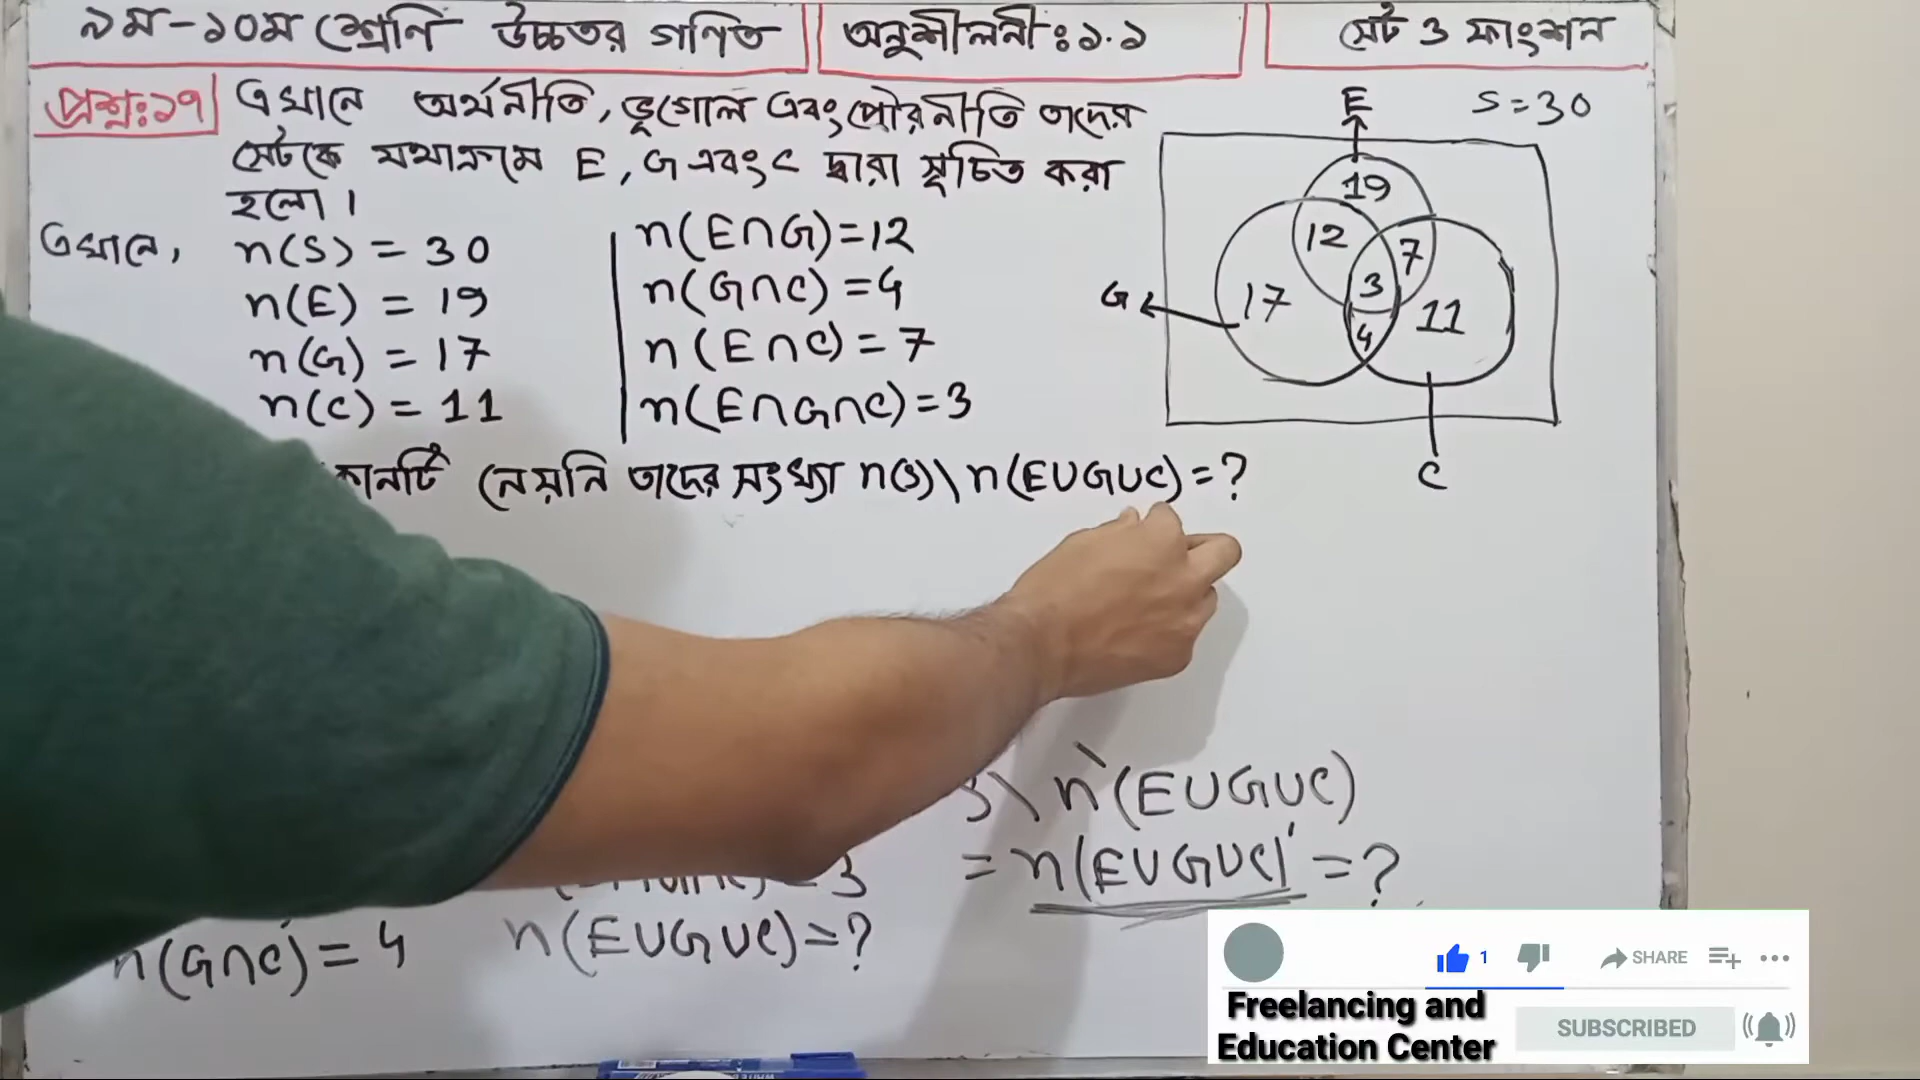 ৯ম-১০ম শ্রেণি উচ্চতর গণিত
অনুশীলনী: ১.১
সেট ও ফাংশন
প্রশ্ন: ১৭
এখানে অর্থনীতি, ভূগোল এবং পৌরনীতি তাদের
সেটকে যথাক্রমে E, G এবং C দ্বারা সূচিত করা
হলো।
এখানে,
n(S) = 30
n(E) = 19
n(G) = 17
n(C) = 11
n(E∩G)=12
n(G∩C)=4
n(E∩C)=7
n(E∩G∩C)=3
E
S=30
19
12
7
3
17
11
4
G
C
নেয়নি তাদের সংখ্যা n(S)\n(E∪G∪C)=?
\ n(E∪G∪C)
= n(E∪G∪C)' =?
3
n(G∩C)=4
n(E∪G∪C)=?
1
SHARE
Freelancing and
Education Center
SUBSCRIBED